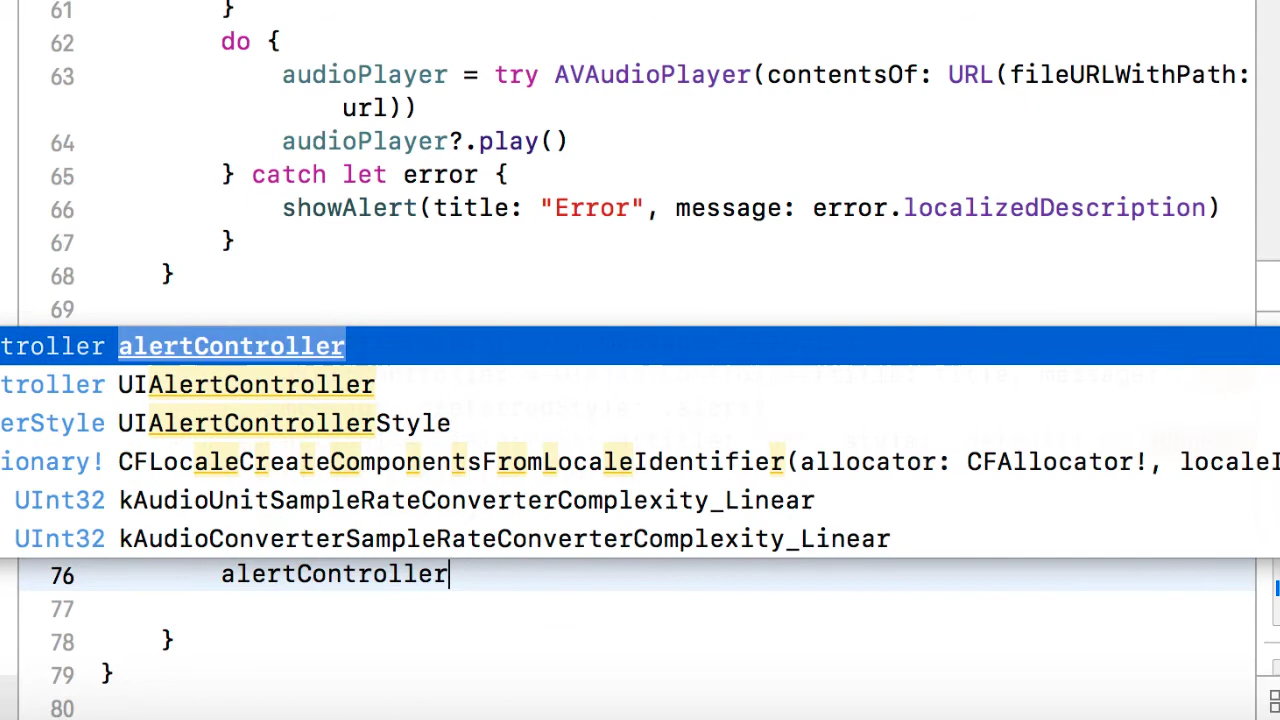 61 }
62 do {
63 audioPlayer = try AVAudioPlayer(contentsOf: URL(fileURLWithPath:
url))
64 audioPlayer?.play()
65 } catch let error {
66 showAlert(title: "Error", message: error.localizedDescription)
67 }
68 }
69
troller alertController
troller UIAlertController
erStyle UIAlertControllerStyle
ionary! CFLocaleCreateComponentsFromLocaleIdentifier(allocator: CFAllocator!, localeI
UInt32 kAudioUnitSampleRateConverterComplexity_Linear
UInt32 kAudioConverterSampleRateConverterComplexity_Linear
76 alertController
77
78 }
79 }
80